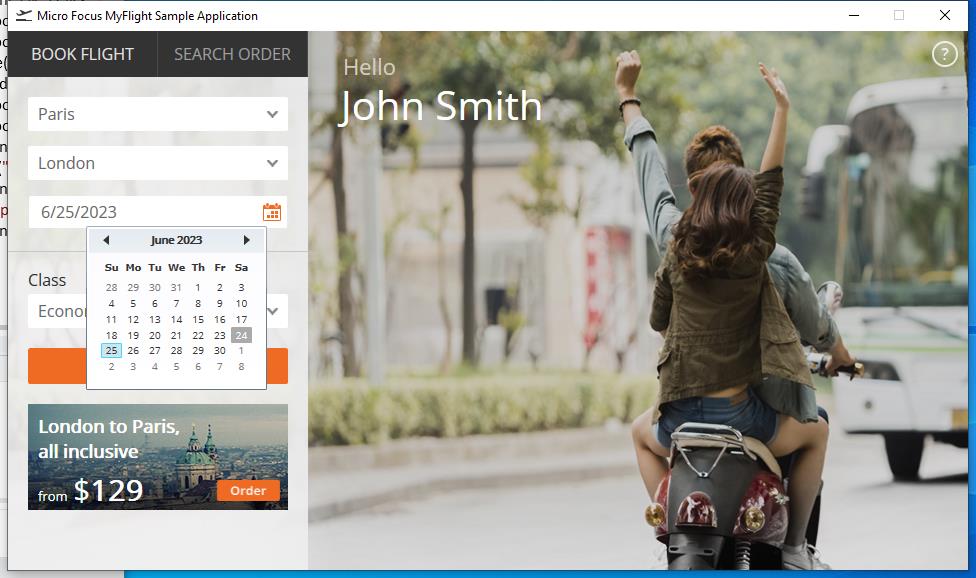 Micro Focus MyFlight Sample Application
BOOK FLIGHT
SEARCH ORDER
?
Hello
John Smith
Paris
London
6/25/2023
June 2023
Su Mo Tu We Th Fr Sa
28 29 30 31 1 2 3
4 5 6 7 8 9 10
11 12 13 14 15 16 17
18 19 20 21 22 23 24
25 26 27 28 29 30 1
2 3 4 5 6 7 8
Class
London to Paris,
all inclusive
from $129
Order